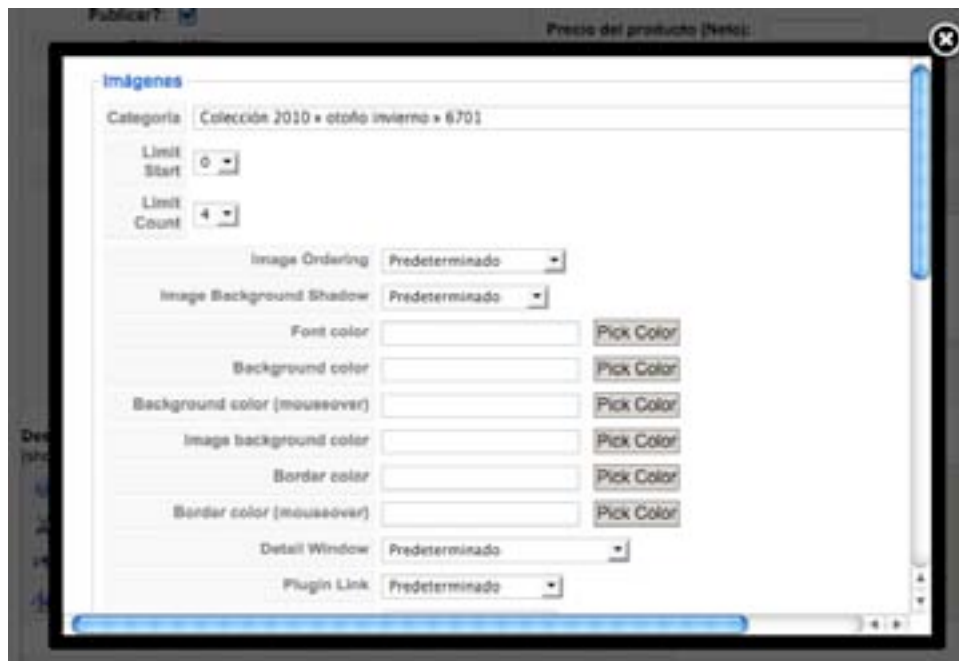 Publicar?:
Precio del producto (Neto):
Imágenes
Categoría Colección 2010 » otoño invierno » 6701
Limit Start 0
Limit Count 4
Image Ordering Predeterminado
Image Background Shadow Predeterminado
Font color Pick Color
Background color Pick Color
Background color (mouseover) Pick Color
Image background color Pick Color
Border color Pick Color
Border color (mouseover) Pick Color
Detail Window Predeterminado
Plugin Link Predeterminado